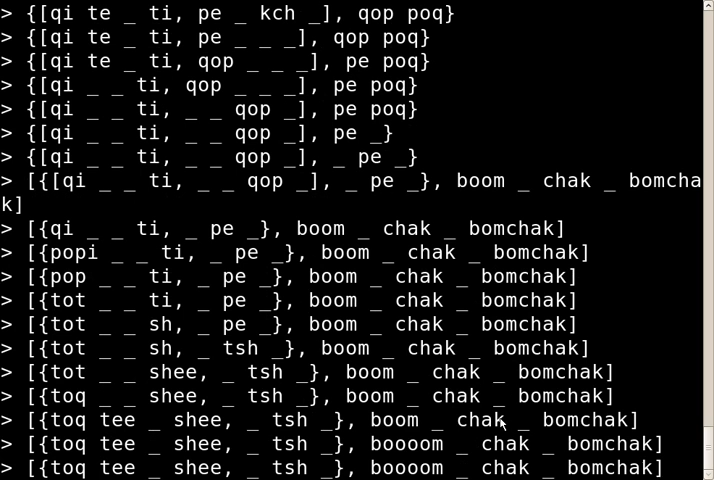 > {[qi te _ ti, pe _ kch _], qop poq}
> {[qi te _ ti, pe _ _ _], qop poq}
> {[qi te _ ti, qop _ _ _], pe poq}
> {[qi _ _ ti, qop _ _ _], pe poq}
> {[qi _ _ ti, _ _ qop _], pe poq}
> {[qi _ _ ti, _ _ qop _], pe _}
> {[qi _ _ ti, _ _ qop _], _ pe _}
> [{[qi _ _ ti, _ _ qop _], _ pe _}, boom _ chak _ bomcha
k]
> [{qi _ _ ti, _ pe _}, boom _ chak _ bomchak]
> [{popi _ _ ti, _ pe _}, boom _ chak _ bomchak]
> [{pop _ _ ti, _ pe _}, boom _ chak _ bomchak]
> [{tot _ _ ti, _ pe _}, boom _ chak _ bomchak]
> [{tot _ _ sh, _ pe _}, boom _ chak _ bomchak]
> [{tot _ _ sh, _ tsh _}, boom _ chak _ bomchak]
> [{tot _ _ shee, _ tsh _}, boom _ chak _ bomchak]
> [{toq _ _ shee, _ tsh _}, boom _ chak _ bomchak]
> [{toq tee _ shee, _ tsh _}, boom _ chak _ bomchak]
> [{toq tee _ shee, _ tsh _}, boooom _ chak _ bomchak]
> [{toq tee _ shee, _ tsh _}, boooom _ chak _ bomchak]